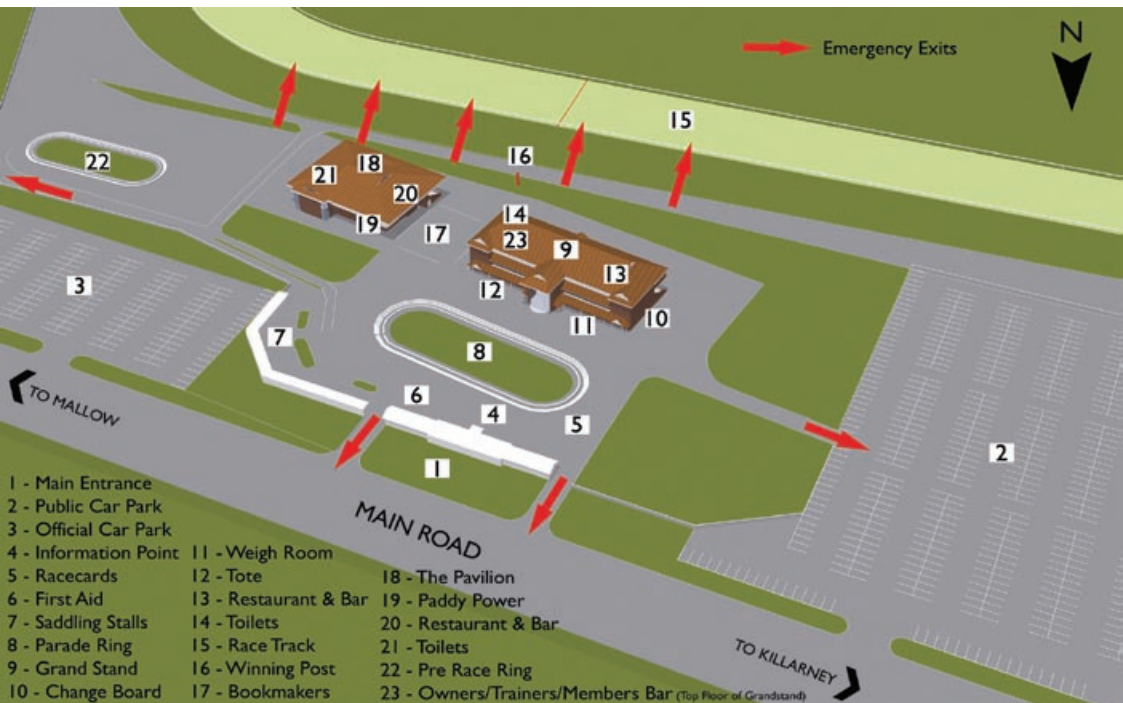 N
Emergency Exits
15
16
22
18
21
20
19
17
14
23
9
13
12
10
11
3
7
8
6
4
5
1
2
TO MALLOW
MAIN ROAD
TO KILLARNEY
1 - Main Entrance
2 - Public Car Park
3 - Official Car Park
4 - Information Point
5 - Racecards
6 - First Aid
7 - Saddling Stalls
8 - Parade Ring
9 - Grand Stand
10 - Change Board
11 - Weigh Room
12 - Tote
13 - Restaurant & Bar
14 - Toilets
15 - Race Track
16 - Winning Post
17 - Bookmakers
18 - The Pavilion
19 - Paddy Power
20 - Restaurant & Bar
21 - Toilets
22 - Pre Race Ring
23 - Owners/Trainers/Members Bar (Top Floor of Grandstand)